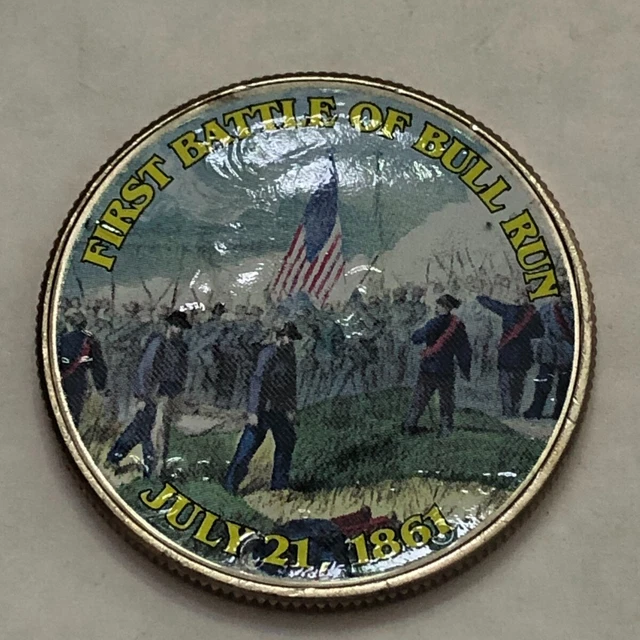 FIRST BATTLE OF BULL RUN
JULY 21, 1861